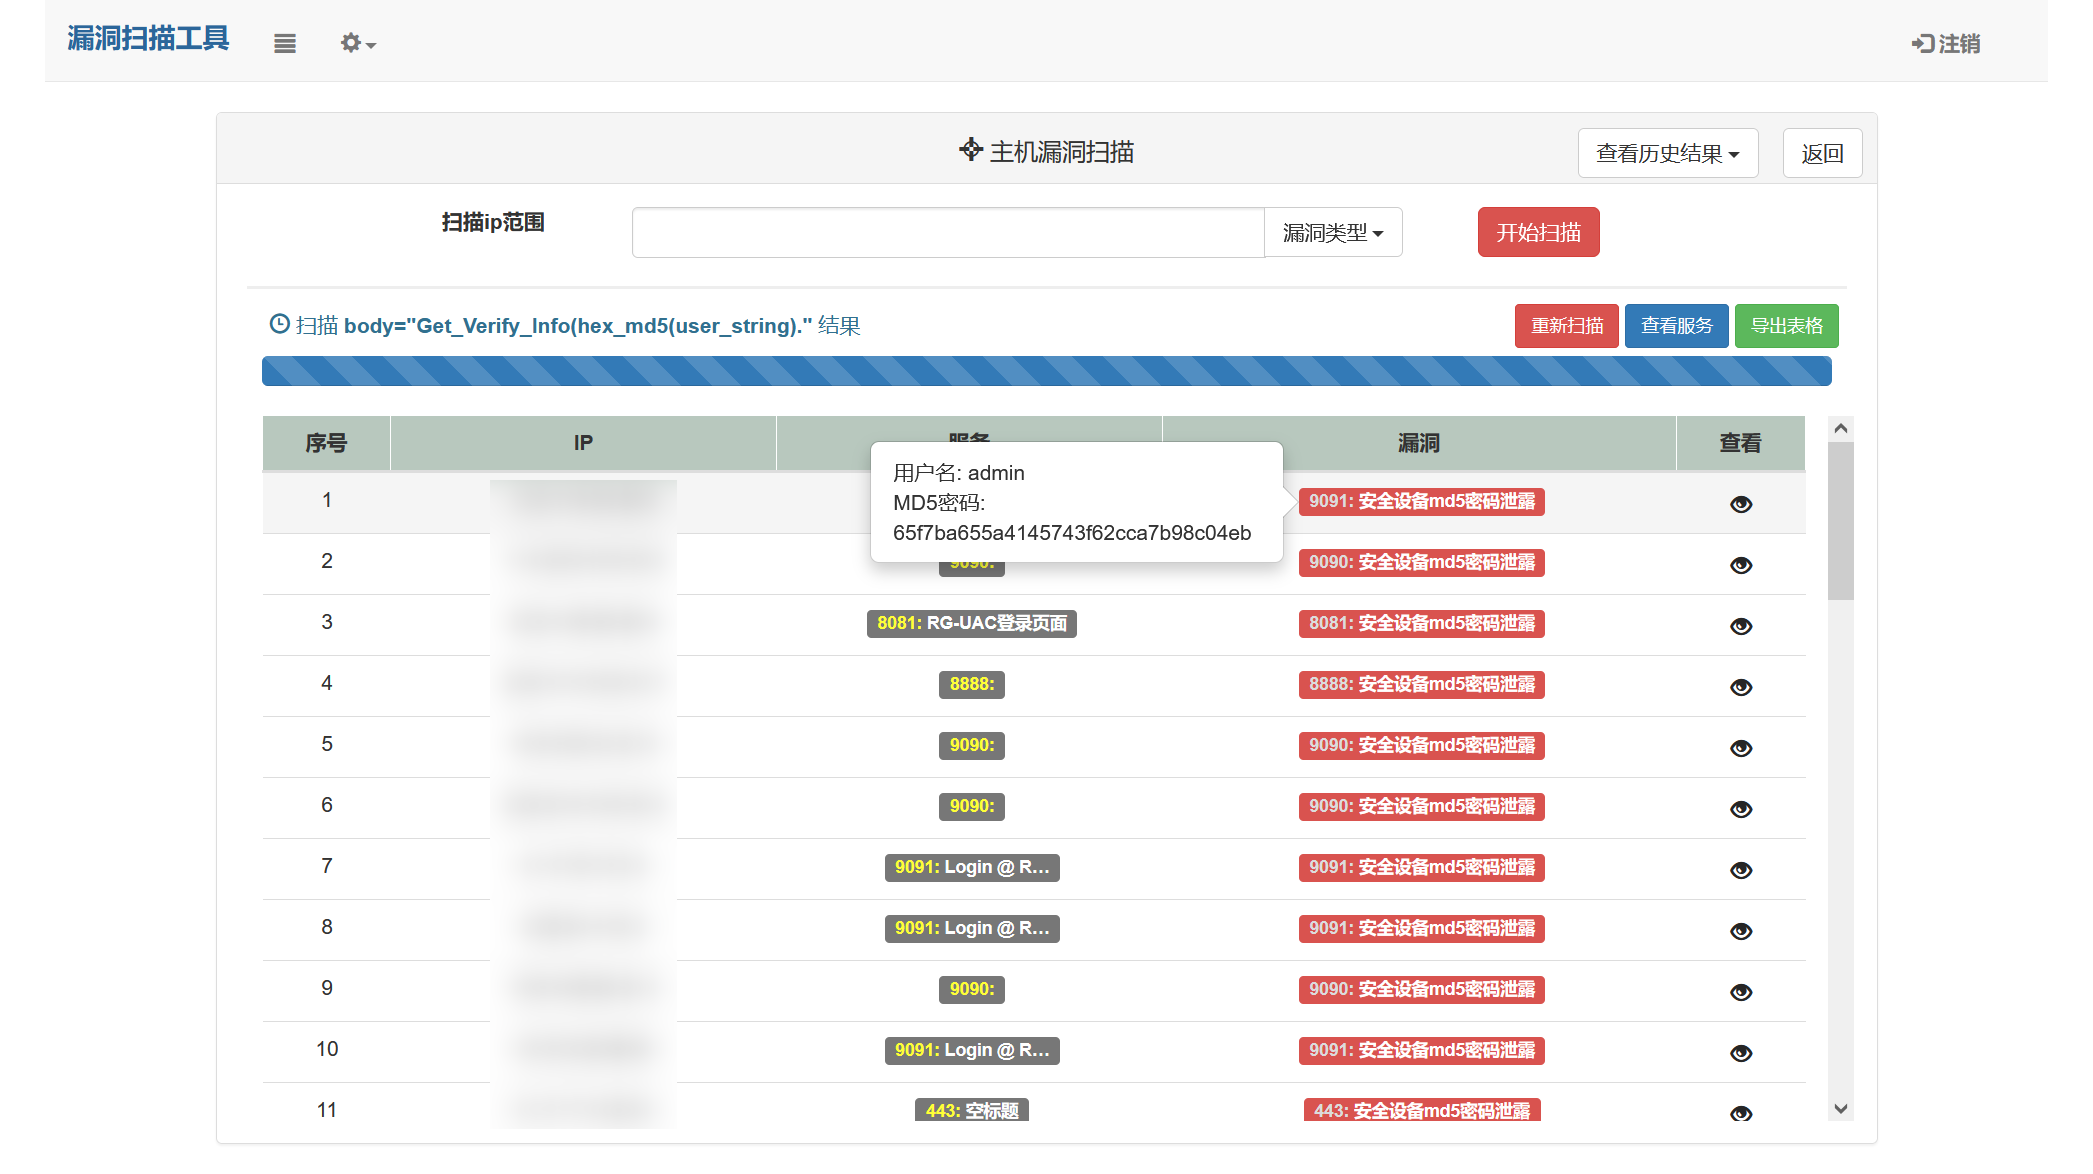 漏洞扫描工具
注销
主机漏洞扫描
查看历史结果
返回
扫描ip范围
漏洞类型
开始扫描
扫描 body="Get_Verify_Info(hex_md5(user_string)." 结果
重新扫描
查看服务
导出表格
序号 IP 服务 漏洞 查看
用户名: admin
MD5密码:
65f7ba655a4145743f62cca7b98c04eb
1 9091: 安全设备md5密码泄露
2 9090: 9090: 安全设备md5密码泄露
3 8081: RG-UAC登录页面 8081: 安全设备md5密码泄露
4 8888: 8888: 安全设备md5密码泄露
5 9090: 9090: 安全设备md5密码泄露
6 9090: 9090: 安全设备md5密码泄露
7 9091: Login @ R... 9091: 安全设备md5密码泄露
8 9091: Login @ R... 9091: 安全设备md5密码泄露
9 9090: 9090: 安全设备md5密码泄露
10 9091: Login @ R... 9091: 安全设备md5密码泄露
11 443: 空标题 443: 安全设备md5密码泄露